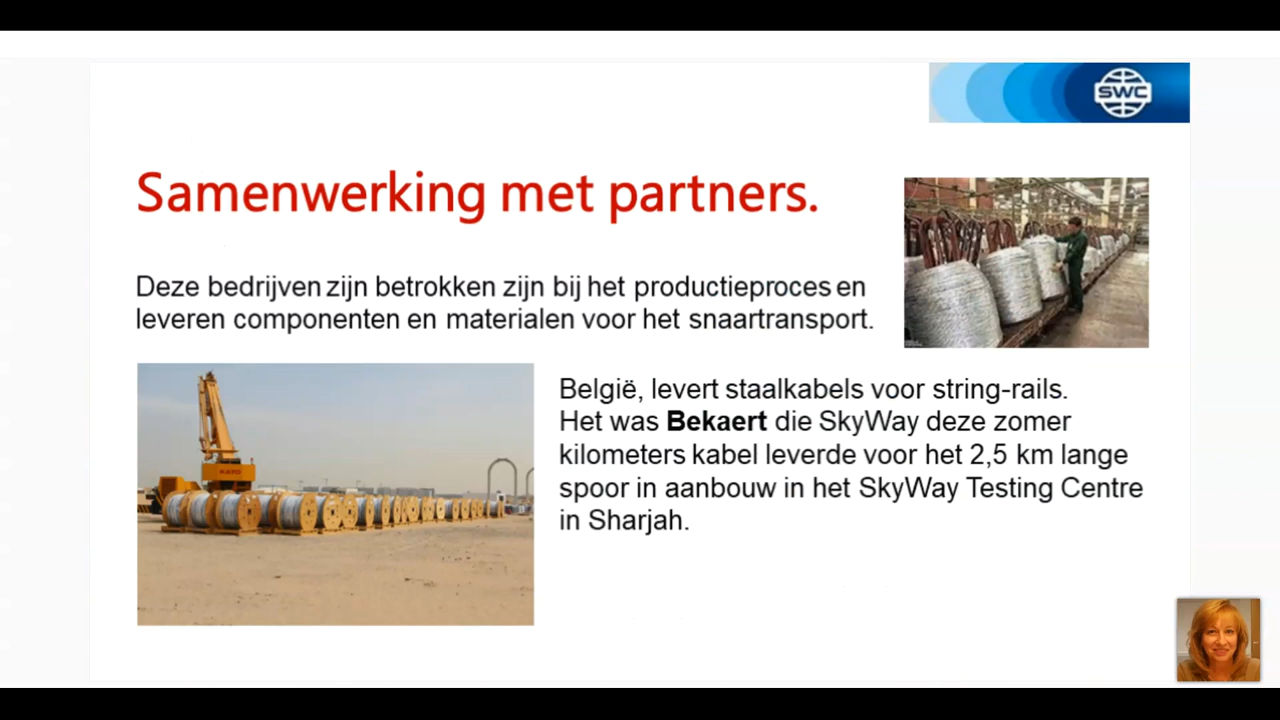 SWC
Samenwerking met partners.
Deze bedrijven zijn betrokken zijn bij het productieproces en
leveren componenten en materialen voor het snaartransport.
KATO
België, levert staalkabels voor string-rails.
Het was Bekaert die SkyWay deze zomer
kilometers kabel leverde voor het 2,5 km lange
spoor in aanbouw in het SkyWay Testing Centre
in Sharjah.